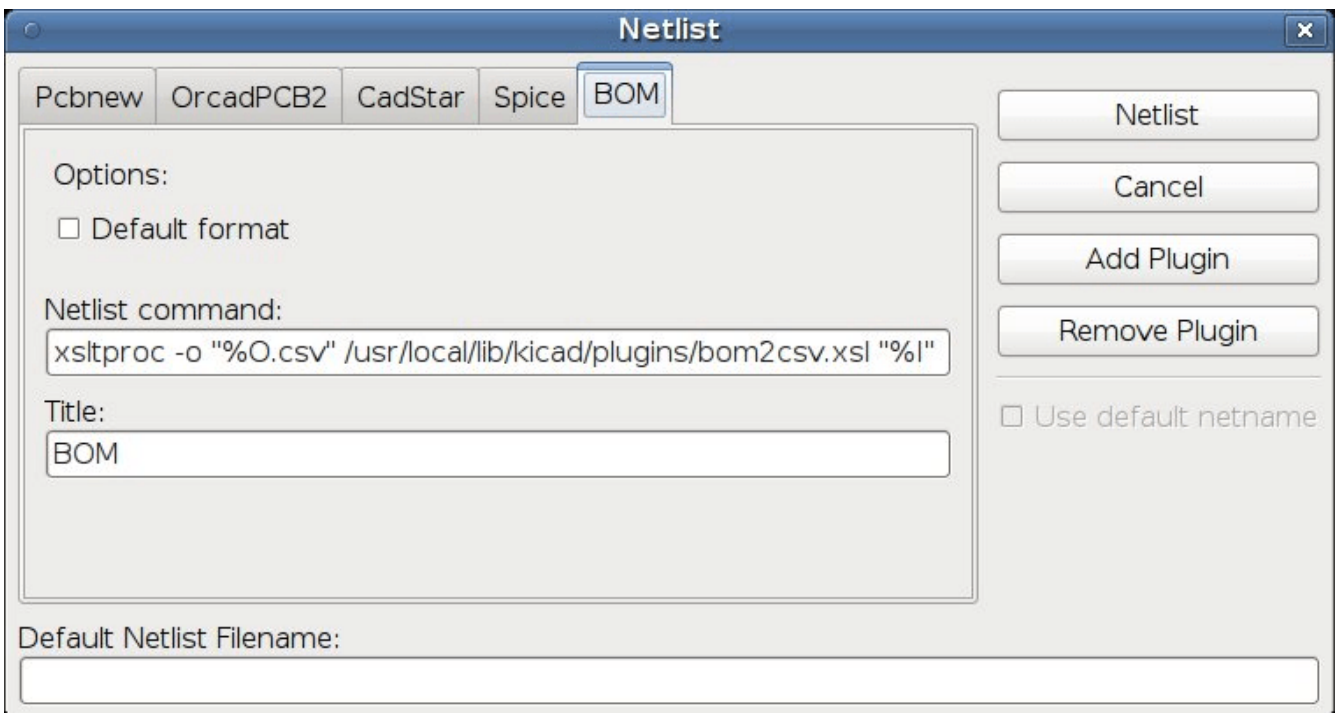 Netlist
Pcbnew OrcadPCB2 CadStar Spice BOM
Options:
Default format
Netlist command:
xsltproc -o "%O.csv" /usr/local/lib/kicad/plugins/bom2csv.xsl "%I"
Title:
BOM
Netlist
Cancel
Add Plugin
Remove Plugin
Use default netname
Default Netlist Filename: